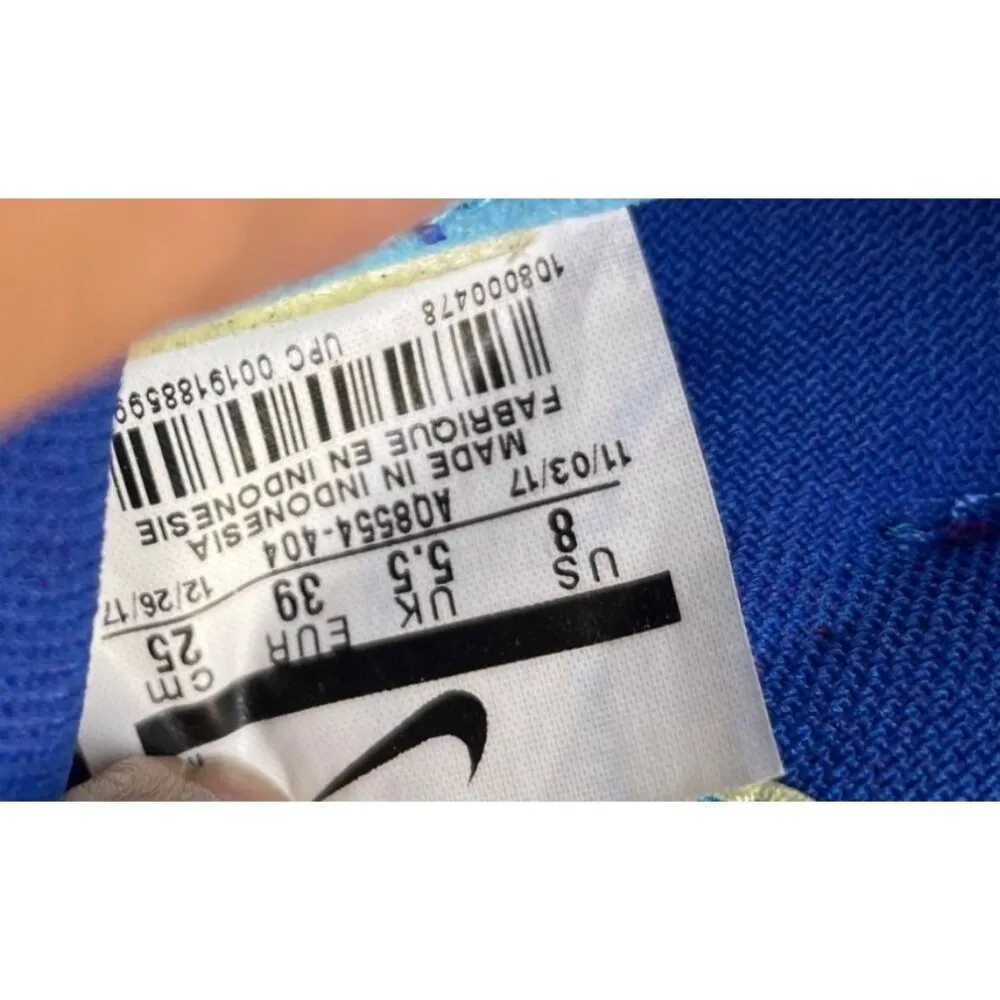 US UK EUR cm
8 5.5 39 25
11/03/17 AQ8554-404 12/26/17
MADE IN INDONESIA
FABRIQUE EN INDONESIE
108000478 UPC 00191885